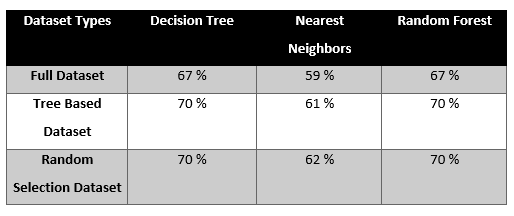 Dataset Types Decision Tree Nearest Random Forest
Neighbors
Full Dataset 67 % 59 % 67 %
Tree Based 70 % 61 % 70 %
Dataset
Random 70 % 62 % 70 %
Selection Dataset